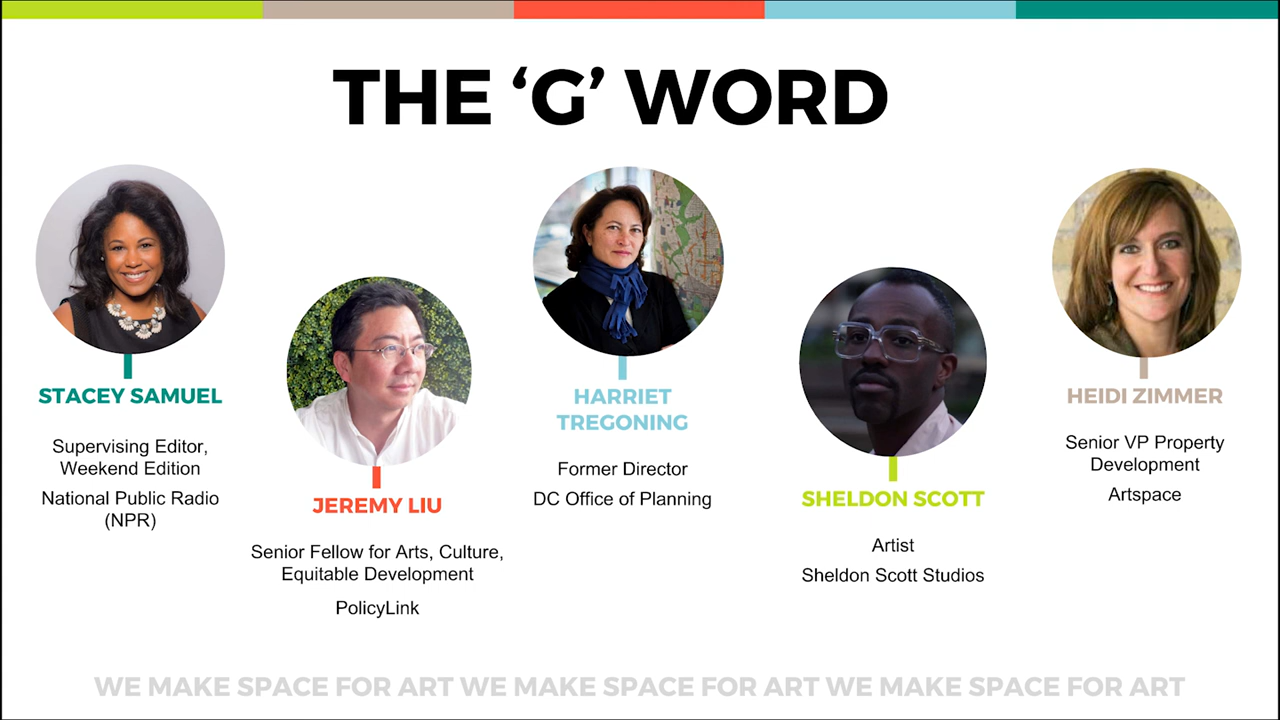 THE ‘G’ WORD
STACEY SAMUEL
Supervising Editor,
Weekend Edition
National Public Radio
(NPR)
JEREMY LIU
Senior Fellow for Arts, Culture,
Equitable Development
PolicyLink
HARRIET
TREGONING
Former Director
DC Office of Planning
SHELDON SCOTT
Artist
Sheldon Scott Studios
HEIDI ZIMMER
Senior VP Property
Development
Artspace
WE MAKE SPACE FOR ART WE MAKE SPACE FOR ART WE MAKE SPACE FOR ART